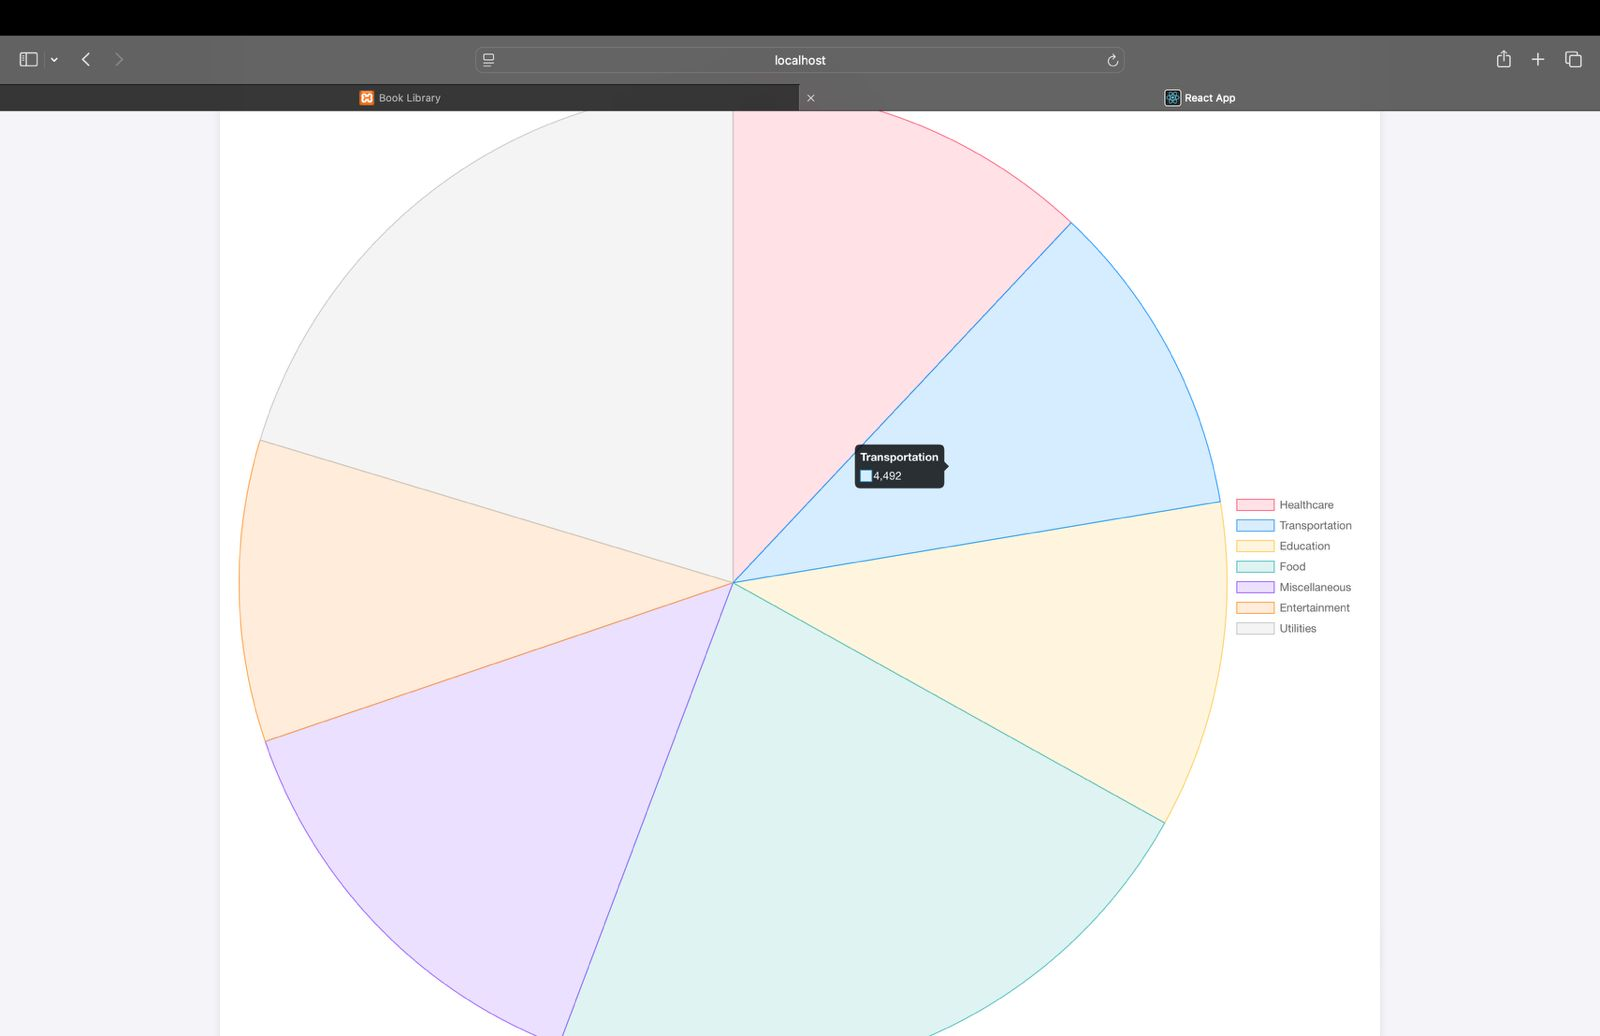 localhost
Book Library
React App
Transportation
4,492
Healthcare
Transportation
Education
Food
Miscellaneous
Entertainment
Utilities